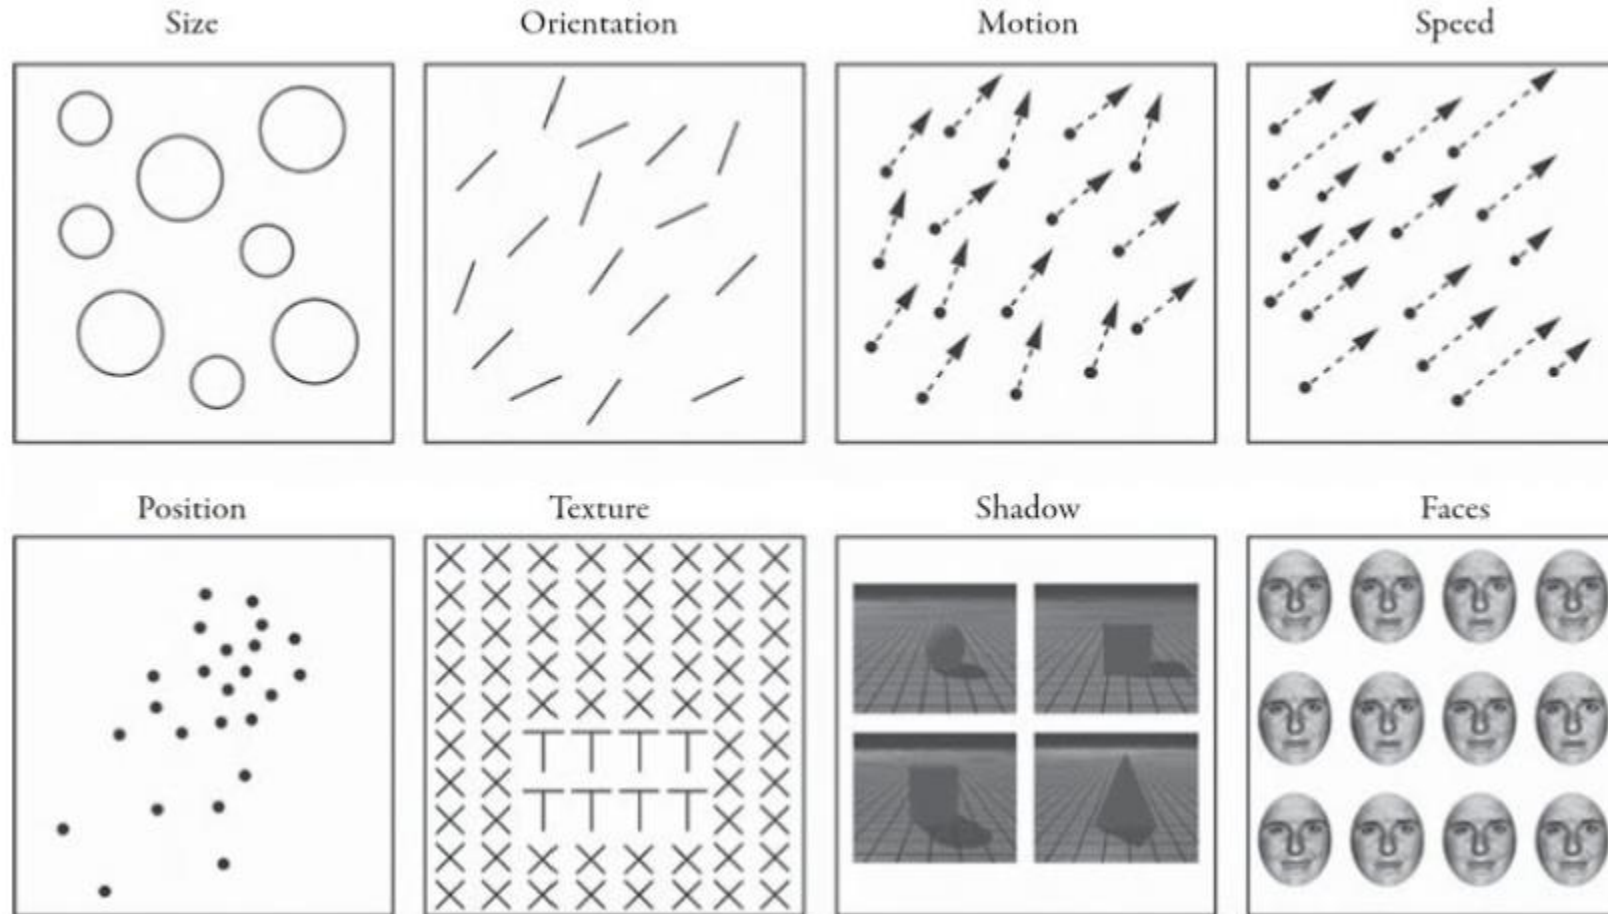 Size
Orientation
Motion
Speed
Position
Texture
Shadow
Faces